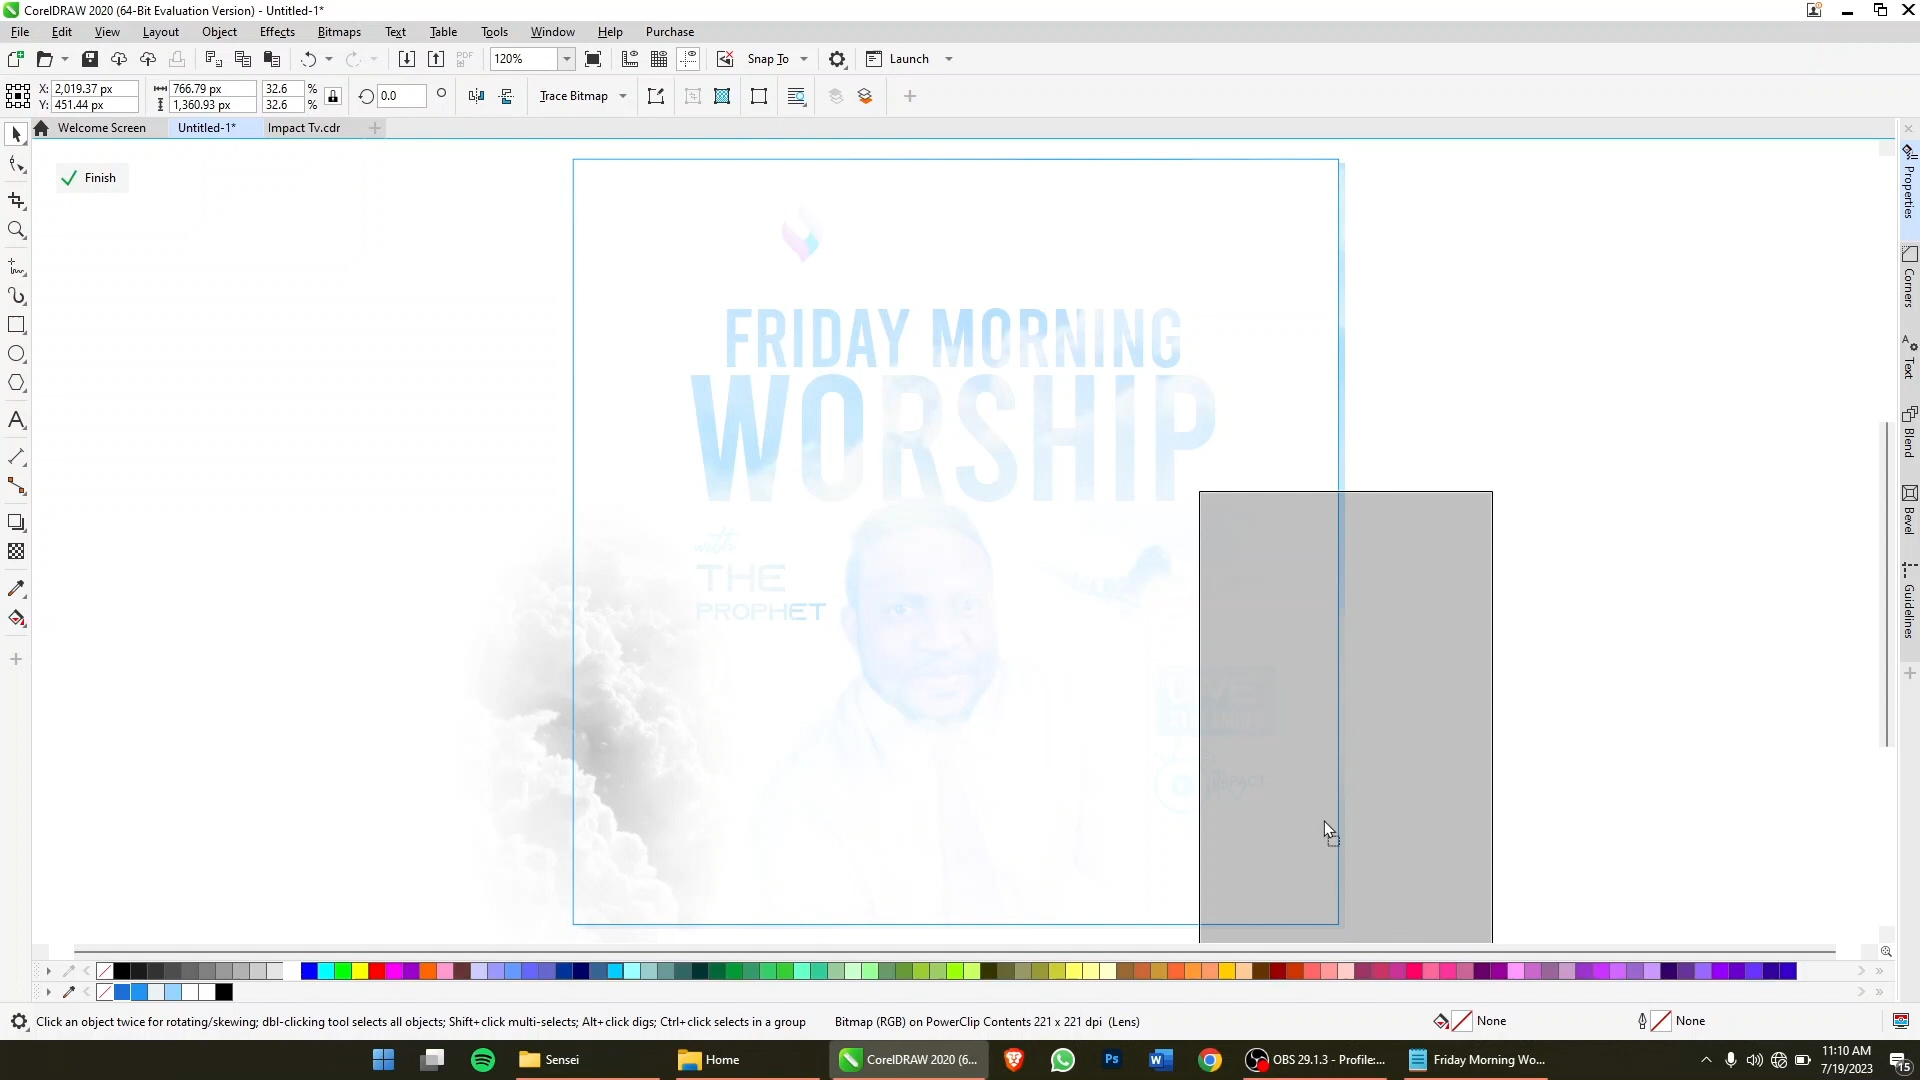 CorelDRAW 2020 (64-Bit Evaluation Version) - Untitled-1*
File Edit View Layout Object Effects Bitmaps Text Table Tools Window Help Purchase
PDF 120% Snap To Launch
X: 2,019.37 px 766.79 px 32.6 %
Y: 451.44 px 1,360.93 px 32.6 %
0.0 Trace Bitmap
Welcome Screen Untitled-1* Impact Tv.cdr
Finish
FRIDAY MORNING
WORSHIP
with
THE
PROPHET
LIVE
IMPACT
Properties
Corners
Text
Blend
Bevel
Guidelines
Click an object twice for rotating/skewing; dbl-clicking tool selects all objects; Shift+click multi-selects; Alt+click digs; Ctrl+click selects in a group Bitmap (RGB) on PowerClip Contents 221 x 221 dpi (Lens) None None
Sensei Home CorelDRAW 2020 (6... OBS 29.1.3 - Profile:... Friday Morning Wo... 11:10 AM
7/19/2023 15